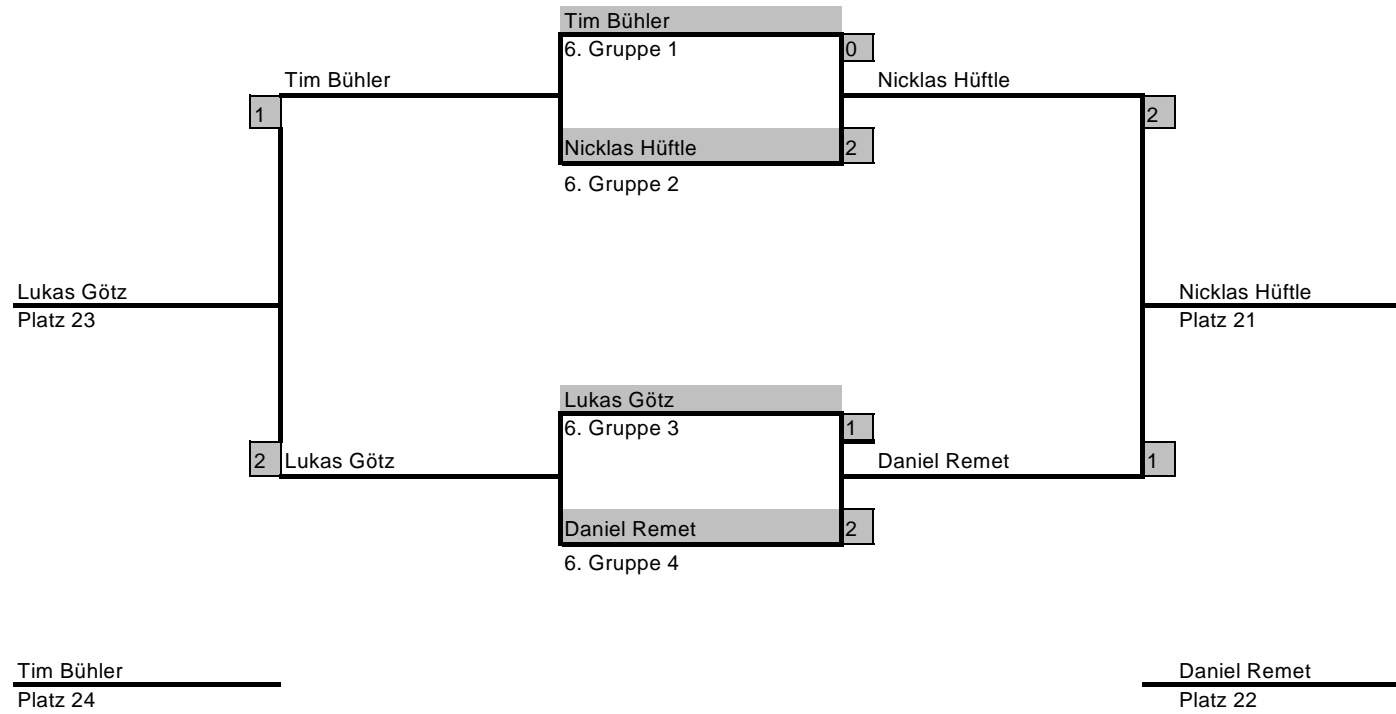 Tim Bühler
6. Gruppe 1
0
Tim Bühler
Nicklas Hüftle
1
2
Nicklas Hüftle
2
6. Gruppe 2
Lukas Götz
Platz 23
Nicklas Hüftle
Platz 21
Lukas Götz
6. Gruppe 3
1
2
Lukas Götz
Daniel Remet
1
Daniel Remet
2
6. Gruppe 4
Tim Bühler
Platz 24
Daniel Remet
Platz 22